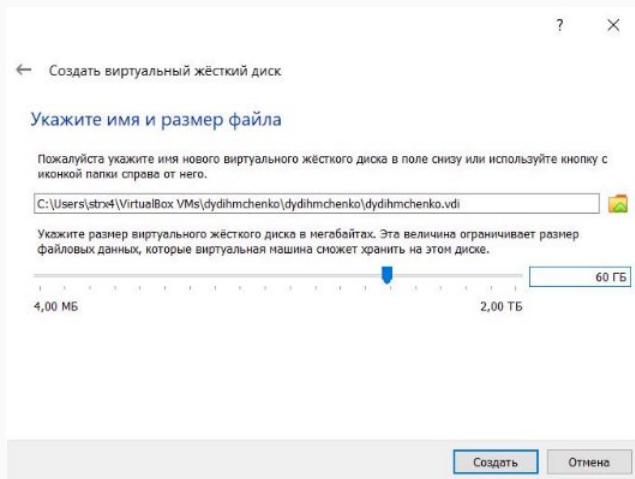 ?
← Создать виртуальный жёсткий диск
Укажите имя и размер файла
Пожалуйста укажите имя нового виртуального жёсткого диска в поле снизу или используйте кнопку с
иконкой папки справа от него.
C:\Users\strx4\VirtualBox VMs\dydihmchenko\dydihmchenko\dydihmchenko.vdi
Укажите размер виртуального жёсткого диска в мегабайтах. Эта величина ограничивает размер
файловых данных, которые виртуальная машина сможет хранить на этом диске.
60 ГБ
4,00 МБ 2,00 ТБ
Создать Отмена